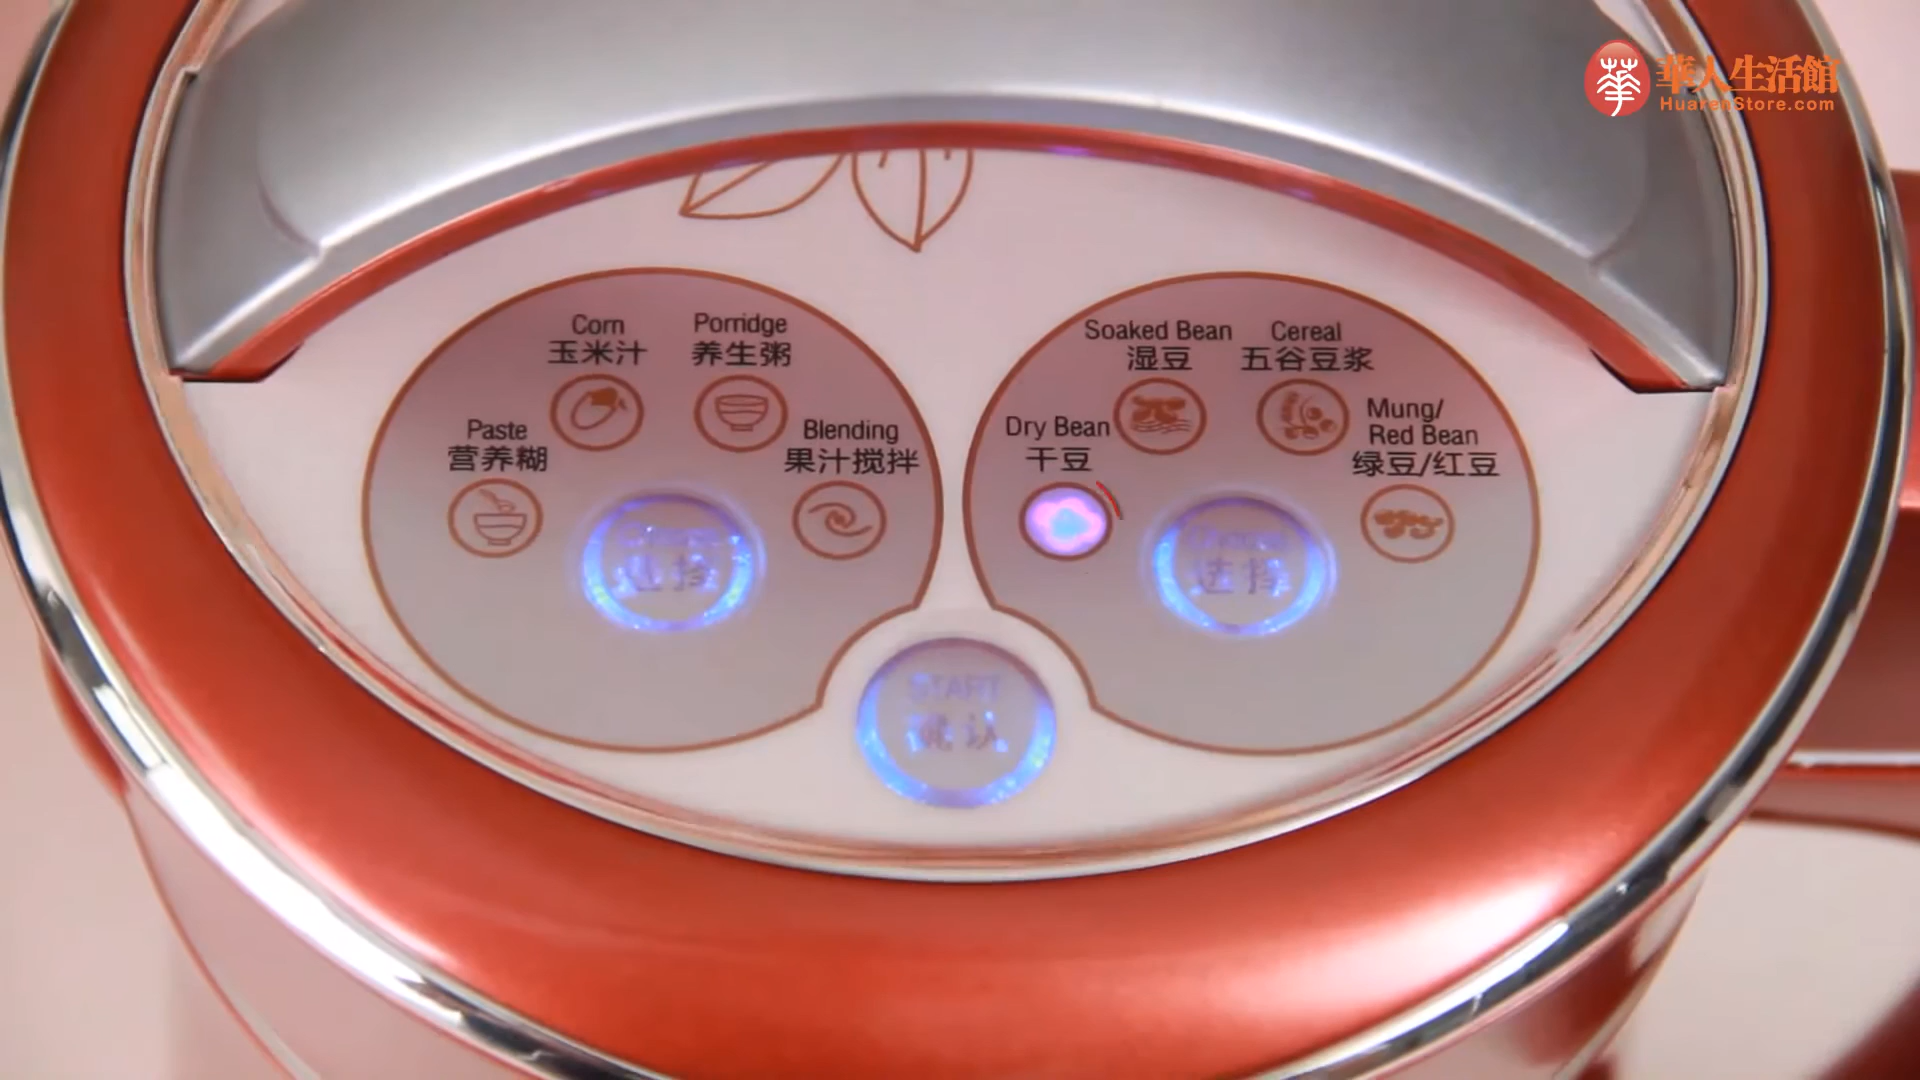 華人生活館
HuarenStore.com
Corn
玉米汁
Porridge
养生粥
Paste
营养糊
Blending
果汁搅拌
选择
Soaked Bean
湿豆
Cereal
五谷豆浆
Dry Bean
干豆
Mung/
Red Bean
绿豆/红豆
选择
START
确认